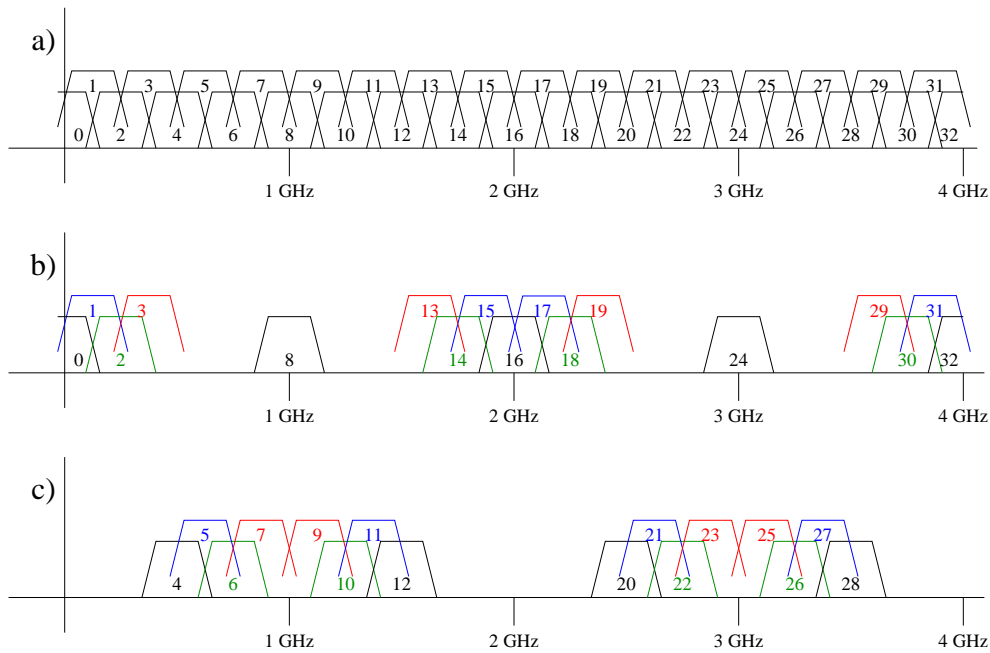 a)
1 3 5 7 9 11 13 15 17 19 21 23 25 27 29 31
0 2 4 6 8 10 12 14 16 18 20 22 24 26 28 30 32
1 GHz 2 GHz 3 GHz 4 GHz
b)
1 3 13 15 17 19 29 31
0 2 8 14 16 18 24 30 32
1 GHz 2 GHz 3 GHz 4 GHz
c)
5 7 9 11 21 23 25 27
4 6 10 12 20 22 26 28
1 GHz 2 GHz 3 GHz 4 GHz